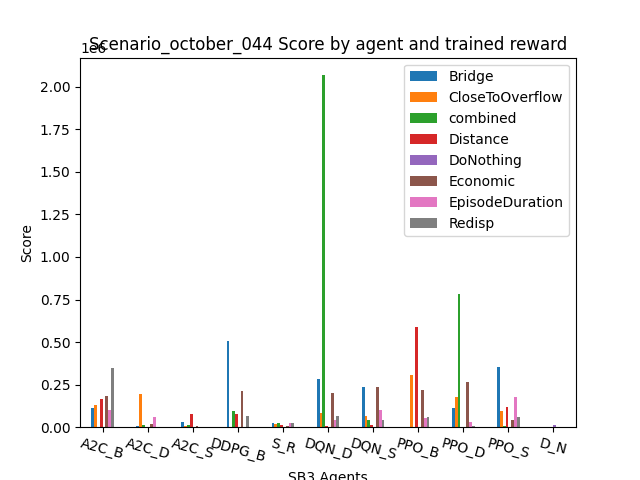 Scenario_october_044 Score by agent and trained reward
1e6
Bridge
CloseToOverflow
combined
Distance
DoNothing
Economic
EpisodeDuration
Redisp
2.00
1.75
1.50
1.25
1.00
0.75
0.50
0.25
0.00
Score
A2C_B A2C_D A2C_S DDPG_B S_R DQN_D DQN_S PPO_B PPO_D PPO_S D_N
SB3 Agents